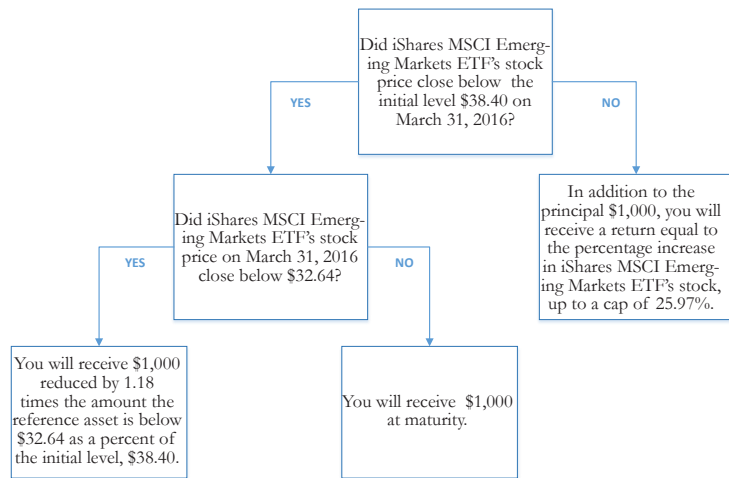 Did iShares MSCI Emerg-
ing Markets ETF's stock
price close below the
initial level $38.40 on
March 31, 2016?
YES
NO
Did iShares MSCI Emerg-
ing Markets ETF's stock
price on March 31, 2016
close below $32.64?
In addition to the
principal $1,000, you will
receive a return equal to
the percentage increase
in iShares MSCI Emerg-
ing Markets ETF's stock,
up to a cap of 25.97%.
YES
NO
You will receive $1,000
reduced by 1.18
times the amount the
reference asset is below
$32.64 as a percent of
the initial level, $38.40.
You will receive $1,000
at maturity.